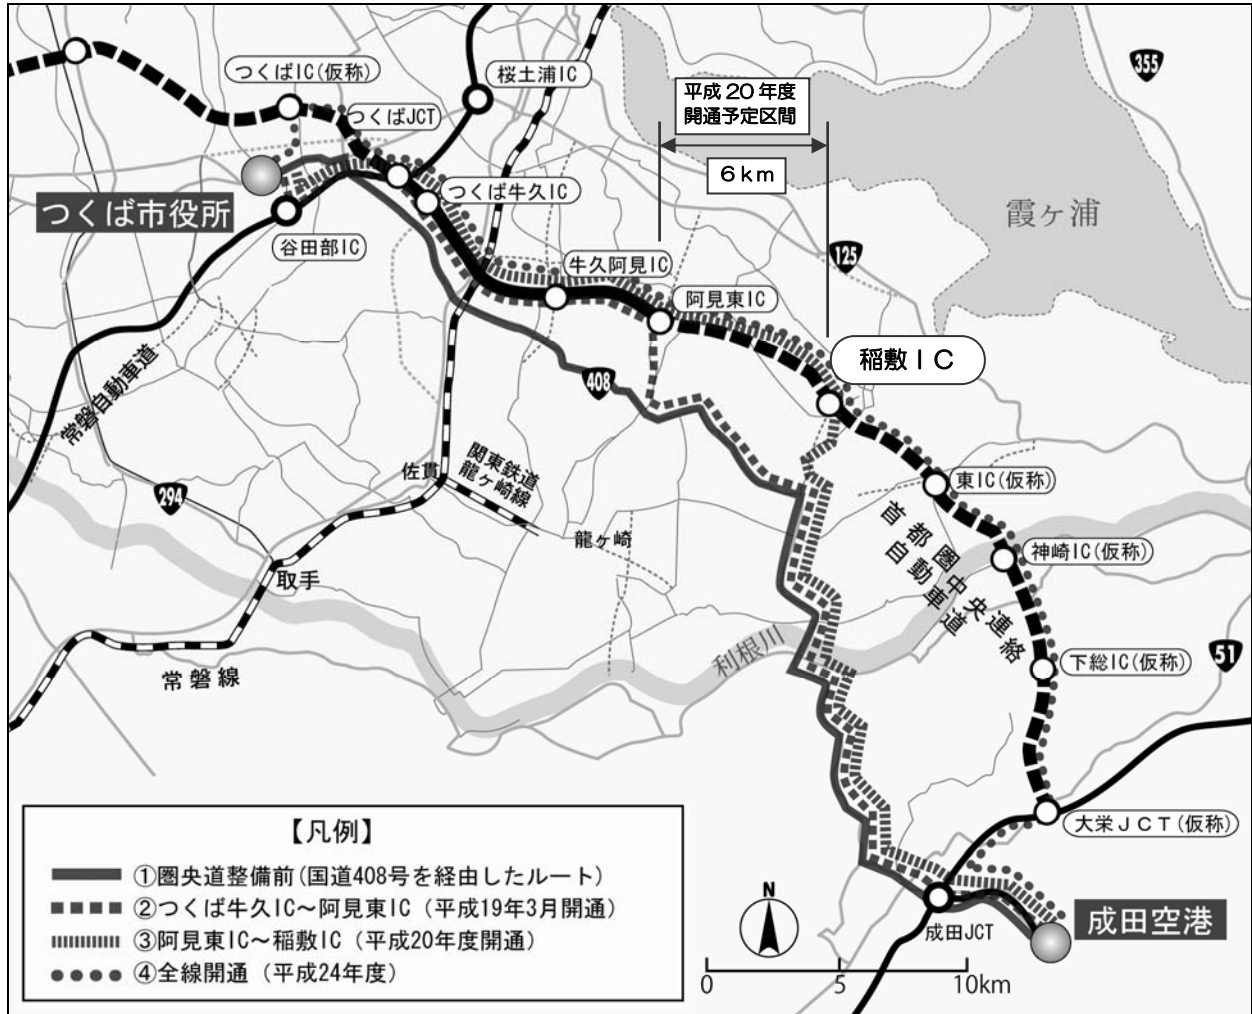 つくばIC(仮称)
桜土浦IC
平成20年度
開通予定区間
355
つくばJCT
6km
つくば牛久IC
つくば市役所
霞ヶ浦
谷田部IC
牛久阿見IC
125
阿見東IC
稲敷IC
408
常磐自動車道
関東鉄道
龍ヶ崎線
佐貫
294
東IC(仮称)
龍ヶ崎
首都圏中央連絡
自動車道
神崎IC(仮称)
取手
利根川
51
下総IC(仮称)
常磐線
大栄JCT(仮称)
【凡例】
①圏央道整備前(国道408号を経由したルート)
②つくば牛久IC～阿見東IC（平成19年3月開通）
③阿見東IC～稲敷IC（平成20年度開通）
④全線開通（平成24年度）
N
成田JCT
成田空港
0 5 10km